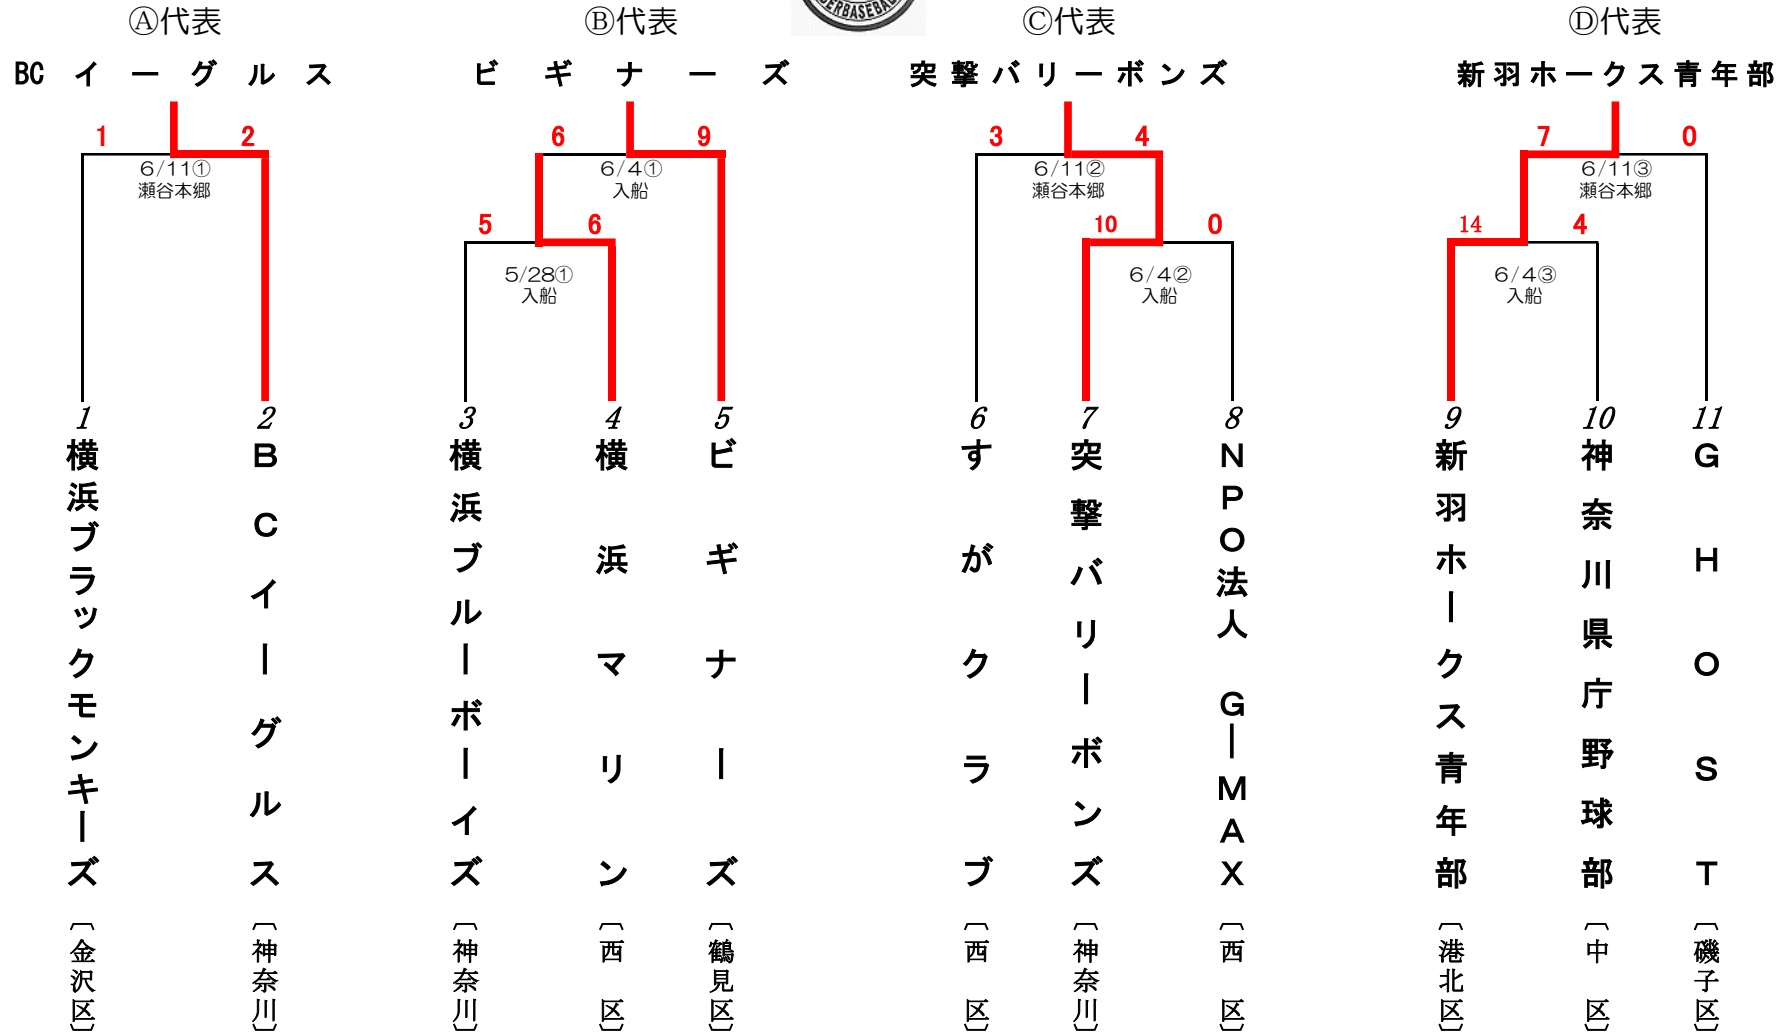 Ⓐ代表
Ⓑ代表
Ⓒ代表
Ⓓ代表
BCイーグルス
ビギナーズ
突撃バリーボンズ
新羽ホークス青年部
1 2
6/11①
瀬谷本郷
6 9
6/4①
入船
5 6
5/28①
入船
3 4
6/11②
瀬谷本郷
10 0
6/4②
入船
7 0
6/11③
瀬谷本郷
14 4
6/4③
入船
1
横浜ブラックモンキーズ
〔金沢区〕
2
BCイーグルス
〔神奈川〕
3
横浜ブルーボーイズ
〔神奈川〕
4
横浜マリン
〔西区〕
5
ビギナーズ
〔鶴見区〕
6
すがクラブ
〔西区〕
7
突撃バリーボンズ
〔神奈川〕
8
NPO法人 G-MAX
〔西区〕
9
新羽ホークス青年部
〔港北区〕
10
神奈川県庁野球部
〔中区〕
11
GHOST
〔磯子区〕